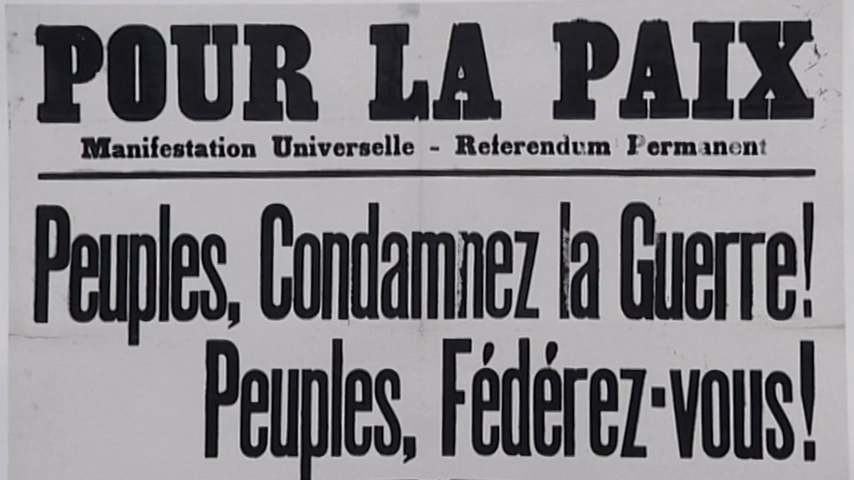 POUR LA PAIX
Manifestation Universelle - Referendum Permanent
Peuples, Condamnez la Guerre!
Peuples, Fédérez-vous!